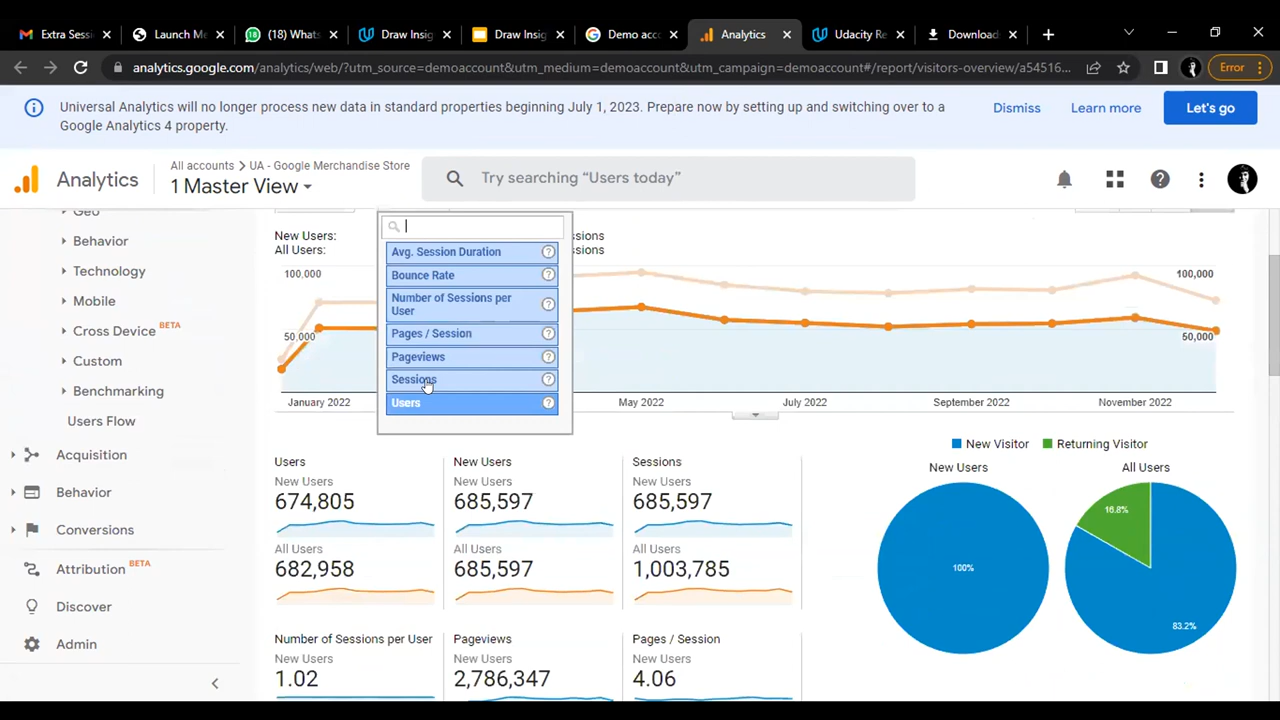 Extra Sessi
Launch Me
(18) Whats
Draw Insig
Draw Insig
Demo acc
Analytics
Udacity Re
Download
analytics.google.com/analytics/web/?utm_source=demoaccount&utm_medium=demoaccount&utm_campaign=demoaccount#/report/visitors-overview/a54516...
Error
Universal Analytics will no longer process new data in standard properties beginning July 1, 2023. Prepare now by setting up and switching over to a
Google Analytics 4 property.
Dismiss
Learn more
Let's go
Analytics
All accounts > UA - Google Merchandise Store
1 Master View
Try searching “Users today”
Geo
Behavior
Technology
Mobile
Cross Device BETA
Custom
Benchmarking
Users Flow
Acquisition
Behavior
Conversions
Attribution BETA
Discover
Admin
New Users:
All Users:
ssions
ssions
100,000
50,000
100,000
50,000
Avg. Session Duration
Bounce Rate
Number of Sessions per
User
Pages / Session
Pageviews
Sessions
Users
January 2022
May 2022
July 2022
September 2022
November 2022
New Visitor
Returning Visitor
Users
New Users
674,805
All Users
682,958
New Users
New Users
685,597
All Users
685,597
Sessions
New Users
685,597
All Users
1,003,785
New Users
100%
All Users
16.8%
83.2%
Number of Sessions per User
New Users
1.02
Pageviews
New Users
2,786,347
Pages / Session
New Users
4.06